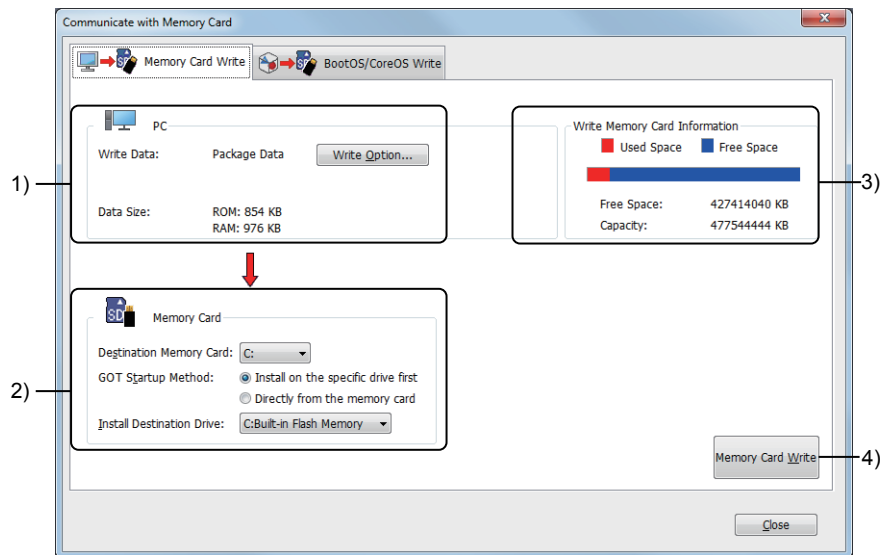 Communicate with Memory Card
Memory Card Write
BootOS/CoreOS Write
1)
PC
Write Data: Package Data Write Option...
Data Size: ROM: 854 KB
RAM: 976 KB
3)
Write Memory Card Information
Used Space Free Space
Free Space: 427414040 KB
Capacity: 477544444 KB
2)
SD
Memory Card
Destination Memory Card: C:
GOT Startup Method: Install on the specific drive first
Directly from the memory card
Install Destination Drive: C:Built-in Flash Memory
Memory Card Write
4)
Close